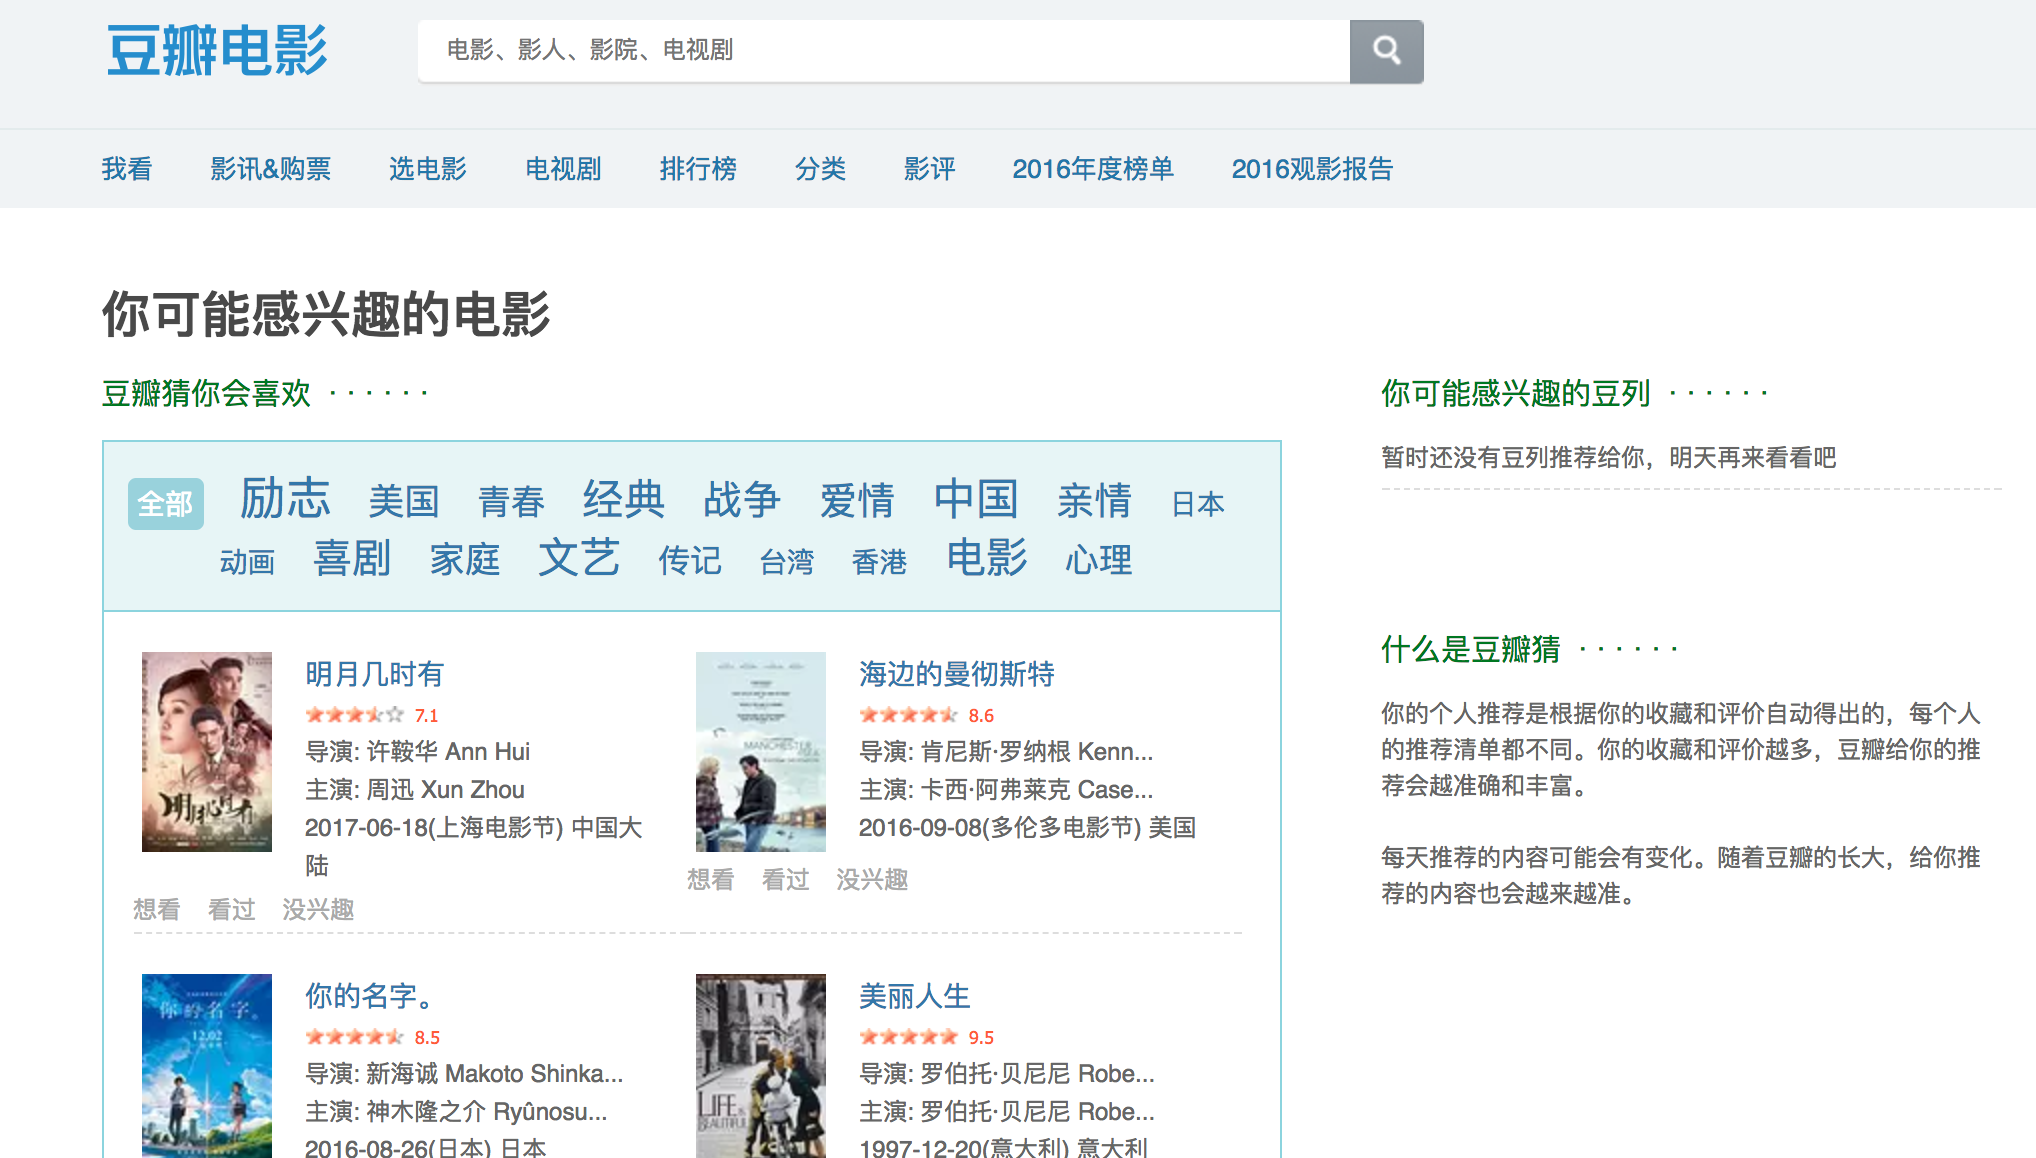 豆瓣电影
电影、影人、影院、电视剧
我看 影讯&购票 选电影 电视剧 排行榜 分类 影评 2016年度榜单 2016观影报告
你可能感兴趣的电影
豆瓣猜你会喜欢 · · · · · ·
全部 励志 美国 青春 经典 战争 爱情 中国 亲情 日本
动画 喜剧 家庭 文艺 传记 台湾 香港 电影 心理
明月几时有
7.1
导演: 许鞍华 Ann Hui
主演: 周迅 Xun Zhou
2017-06-18(上海电影节) 中国大
陆
想看 看过 没兴趣
海边的曼彻斯特
8.6
导演: 肯尼斯·罗纳根 Kenn...
主演: 卡西·阿弗莱克 Case...
2016-09-08(多伦多电影节) 美国
想看 看过 没兴趣
MANCHESTER
你的名字。
8.5
导演: 新海诚 Makoto Shinka...
主演: 神木隆之介 Ryûnosu...
2016-08-26(日本) 日本
你的名字。
12.02
美丽人生
9.5
导演: 罗伯托·贝尼尼 Robe...
主演: 罗伯托·贝尼尼 Robe...
1997-12-20(意大利) 意大利
LIFE IS
BEAUTIFUL
你可能感兴趣的豆列 · · · · · ·
暂时还没有豆列推荐给你，明天再来看看吧
什么是豆瓣猜 · · · · · ·
你的个人推荐是根据你的收藏和评价自动得出的，每个人
的推荐清单都不同。你的收藏和评价越多，豆瓣给你的推
荐会越准确和丰富。
每天推荐的内容可能会有变化。随着豆瓣的长大，给你推
荐的内容也会越来越准。